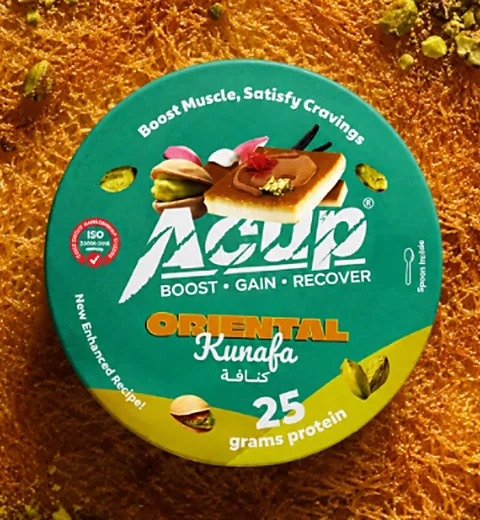 Boost Muscle, Satisfy Cravings
ISO
Acup®
BOOST • GAIN • RECOVER
Spoon Inside
ORIENTAL
Kunafa
كنافة
New Enhanced Recipe!
25
grams protein